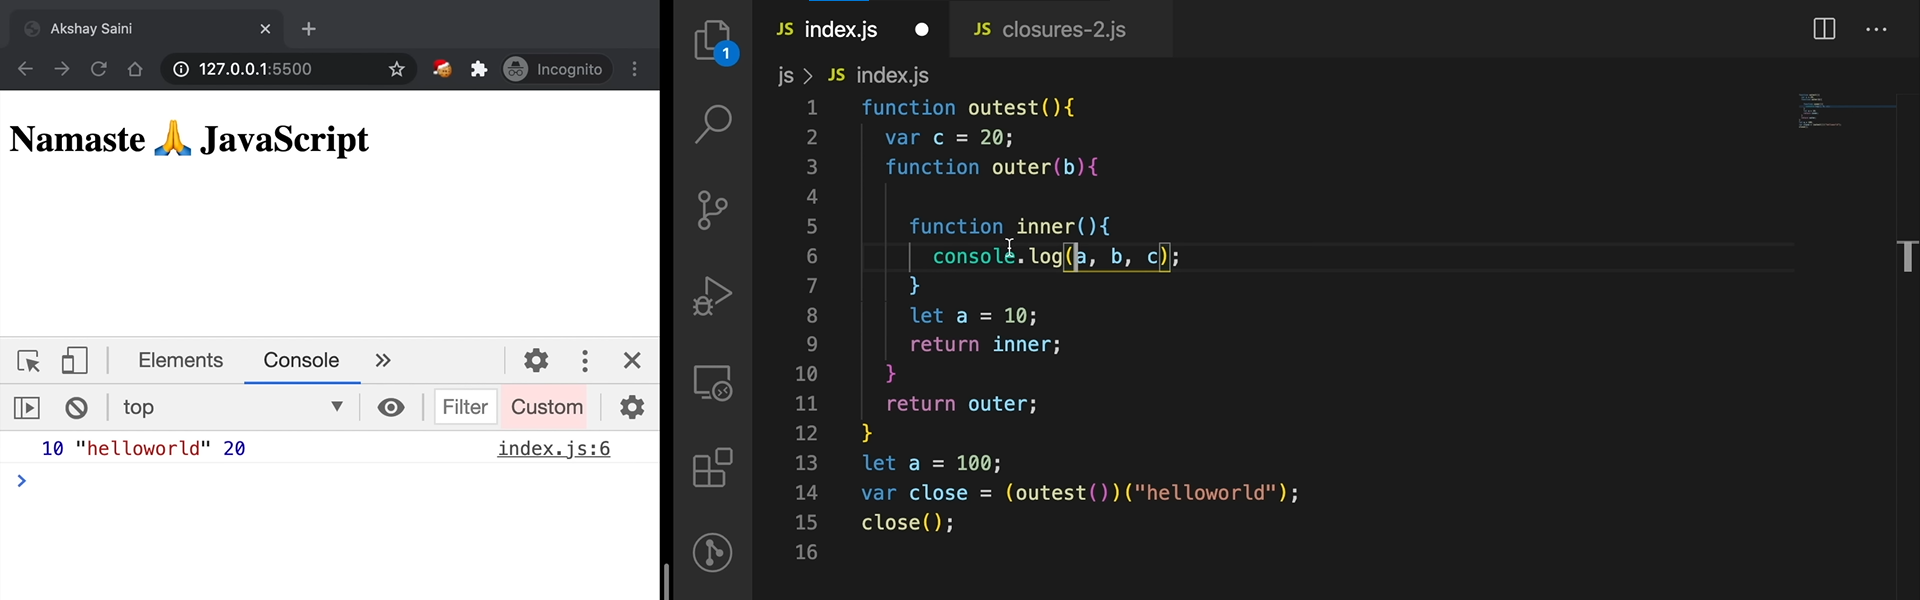 Akshay Saini
127.0.0.1:5500
Incognito
Namaste 🙏 JavaScript
Elements Console
top Filter Custom
10 "helloworld" 20 index.js:6
>
1
JS index.js JS closures-2.js
js > JS index.js
1 function outest(){
2 var c = 20;
3 function outer(b){
4
5 function inner(){
6 console.log(a, b, c);
7 }
8 let a = 10;
9 return inner;
10 }
11 return outer;
12 }
13 let a = 100;
14 var close = (outest())("helloworld");
15 close();
16